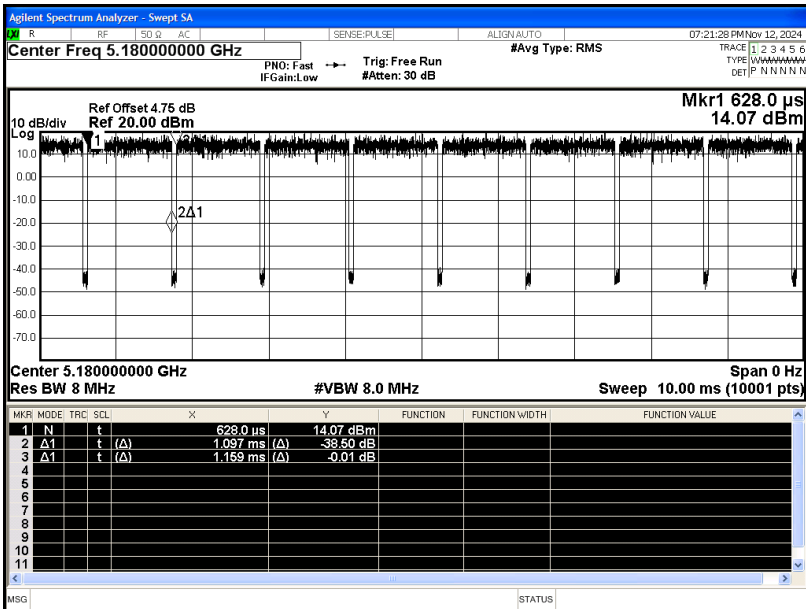 Agilent Spectrum Analyzer - Swept SA
LXI R RF 50 Ω AC SENSE:PULSE ALIGN AUTO 07:21:28 PM Nov 12, 2024
Center Freq 5.180000000 GHz #Avg Type: RMS TRACE 1 2 3 4 5 6
PNO: Fast Trig: Free Run TYPE
IFGain:Low #Atten: 30 dB DET P N N N N N
Mkr1 628.0 µs
Ref Offset 4.75 dB
10 dB/div Ref 20.00 dBm 14.07 dBm
Log
1
10.0
0.00
-10.0
2Δ1
-20.0
-30.0
-40.0
-50.0
-60.0
-70.0
Center 5.180000000 GHz Span 0 Hz
Res BW 8 MHz #VBW 8.0 MHz Sweep 10.00 ms (10001 pts)
MKR MODE TRC SCL X Y FUNCTION FUNCTION WIDTH FUNCTION VALUE
1 N t 628.0 µs 14.07 dBm
2 Δ1 t (Δ) 1.097 ms (Δ) -38.50 dB
3 Δ1 t (Δ) 1.159 ms (Δ) -0.01 dB
4
5
6
7
8
9
10
11
MSG STATUS